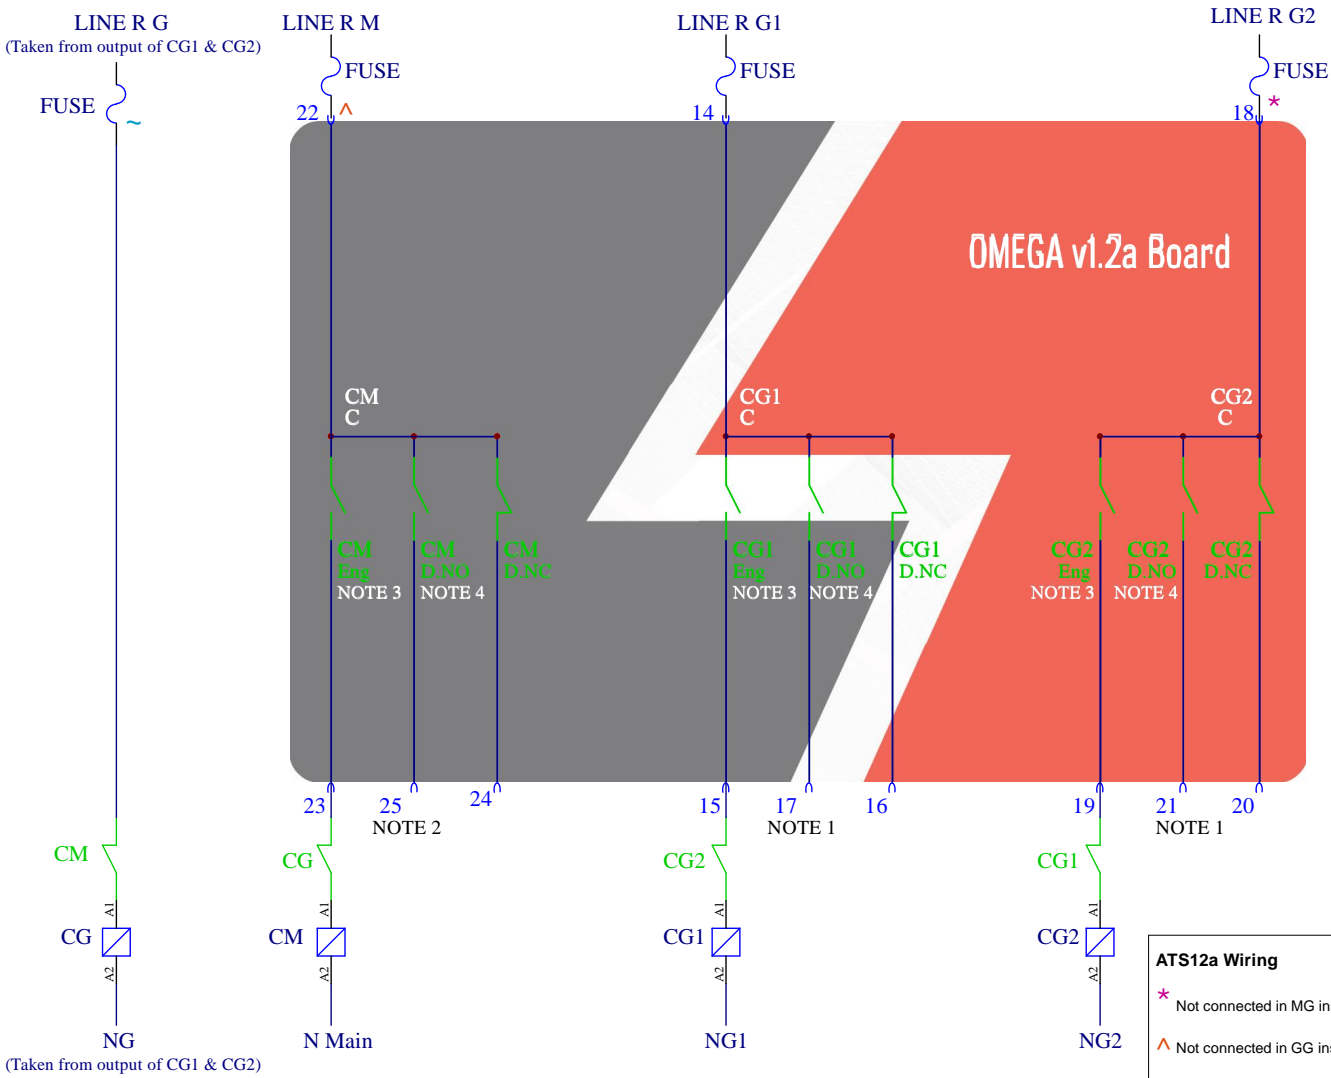 LINE R G
(Taken from output of CG1 & CG2)
LINE R M
LINE R G1
LINE R G2
FUSE
FUSE
FUSE
FUSE
~
22 ^
14
18 *
OMEGA v1.2a Board
CM
C
CG1
C
CG2
C
CM
Eng
NOTE 3
CM
D.NO
NOTE 4
CM
D.NC
CG1
Eng
NOTE 3
CG1
D.NO
NOTE 4
CG1
D.NC
CG2
Eng
NOTE 3
CG2
D.NO
NOTE 4
CG2
D.NC
23
25
24
15
17
16
19
21
20
NOTE 2
NOTE 1
NOTE 1
CM
CG
CG2
CG1
A1
A1
A1
A1
CG
CM
CG1
CG2
A2
A2
A2
A2
NG
(Taken from output of CG1 & CG2)
N Main
NG1
NG2
ATS12a Wiring
* Not connected in MG in
^ Not connected in GG in